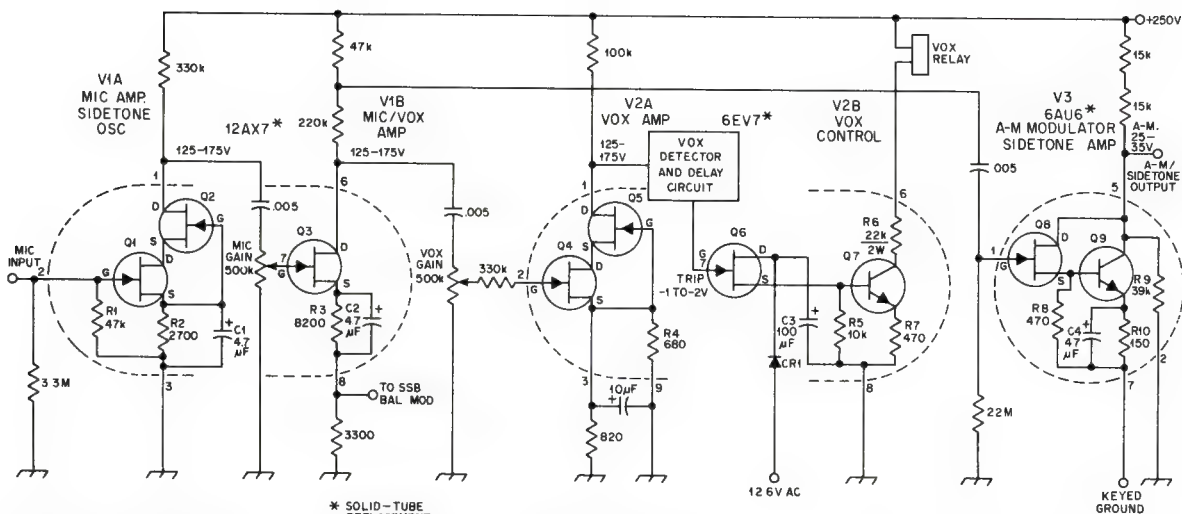 +250V
330k
47k
100k
VOX
RELAY
15k
15k
V1A
MIC AMP.
SIDETONE
OSC
220k
V1B
MIC/VOX
AMP
V2A
VOX AMP
6EV7*
V2B
VOX
CONTROL
V3
6AU6*
A-M MODULATOR
SIDETONE AMP
A-M.
25-
35V
12AX7*
125-175V
125-175V
125-
175V
VOX
DETECTOR
AND DELAY
CIRCUIT
.005
A-M/
SIDETONE
OUTPUT
1
6
1
6
5
.005
.005
Q2
D
G
S
Q1
D
G
S
MIC
INPUT
2
MIC
GAIN
500k
7
G
Q3
D
S
VOX
GAIN
500k
330k
2
G
Q5
D
G
S
Q4
D
S
G
7
Q6
D
S
TRIP
-1 TO-2V
R6
22k
2W
Q7
1
G
Q8
D
S
Q9
R9
39k
R1
47k
R2
2700
C1
4.7
µF
R3
8200
C2
4.7
µF
R4
680
C3
100
µF
R5
10k
R7
470
CR1
R8
470
C4
47
µF
R10
150
3.3M
3
8
TO SSB
BAL MOD
3300
3
10µF
9
820
8
22M
7
2
12 6V AC
KEYED
GROUND
* SOLID-TUBE